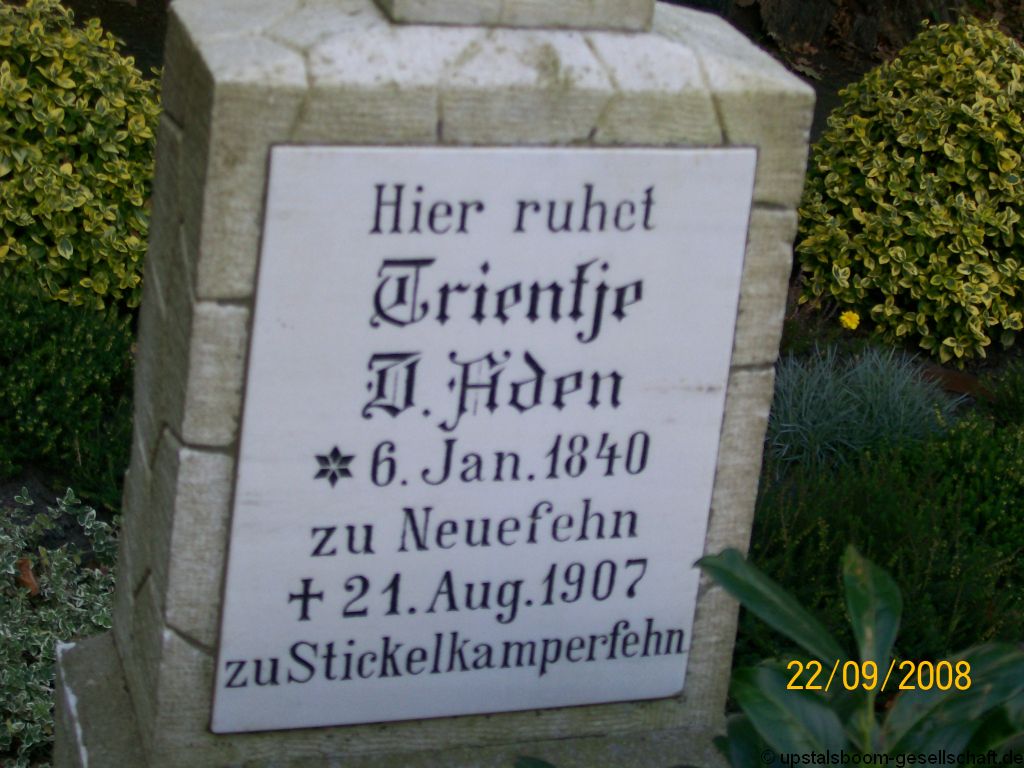 Hier ruhet
Trientje
D. Aden
* 6. Jan. 1840
zu Neuefehn
† 21. Aug. 1907
zu Stickelkamperfehn
22/09/2008
© upstalsboom-gesellschaft.de